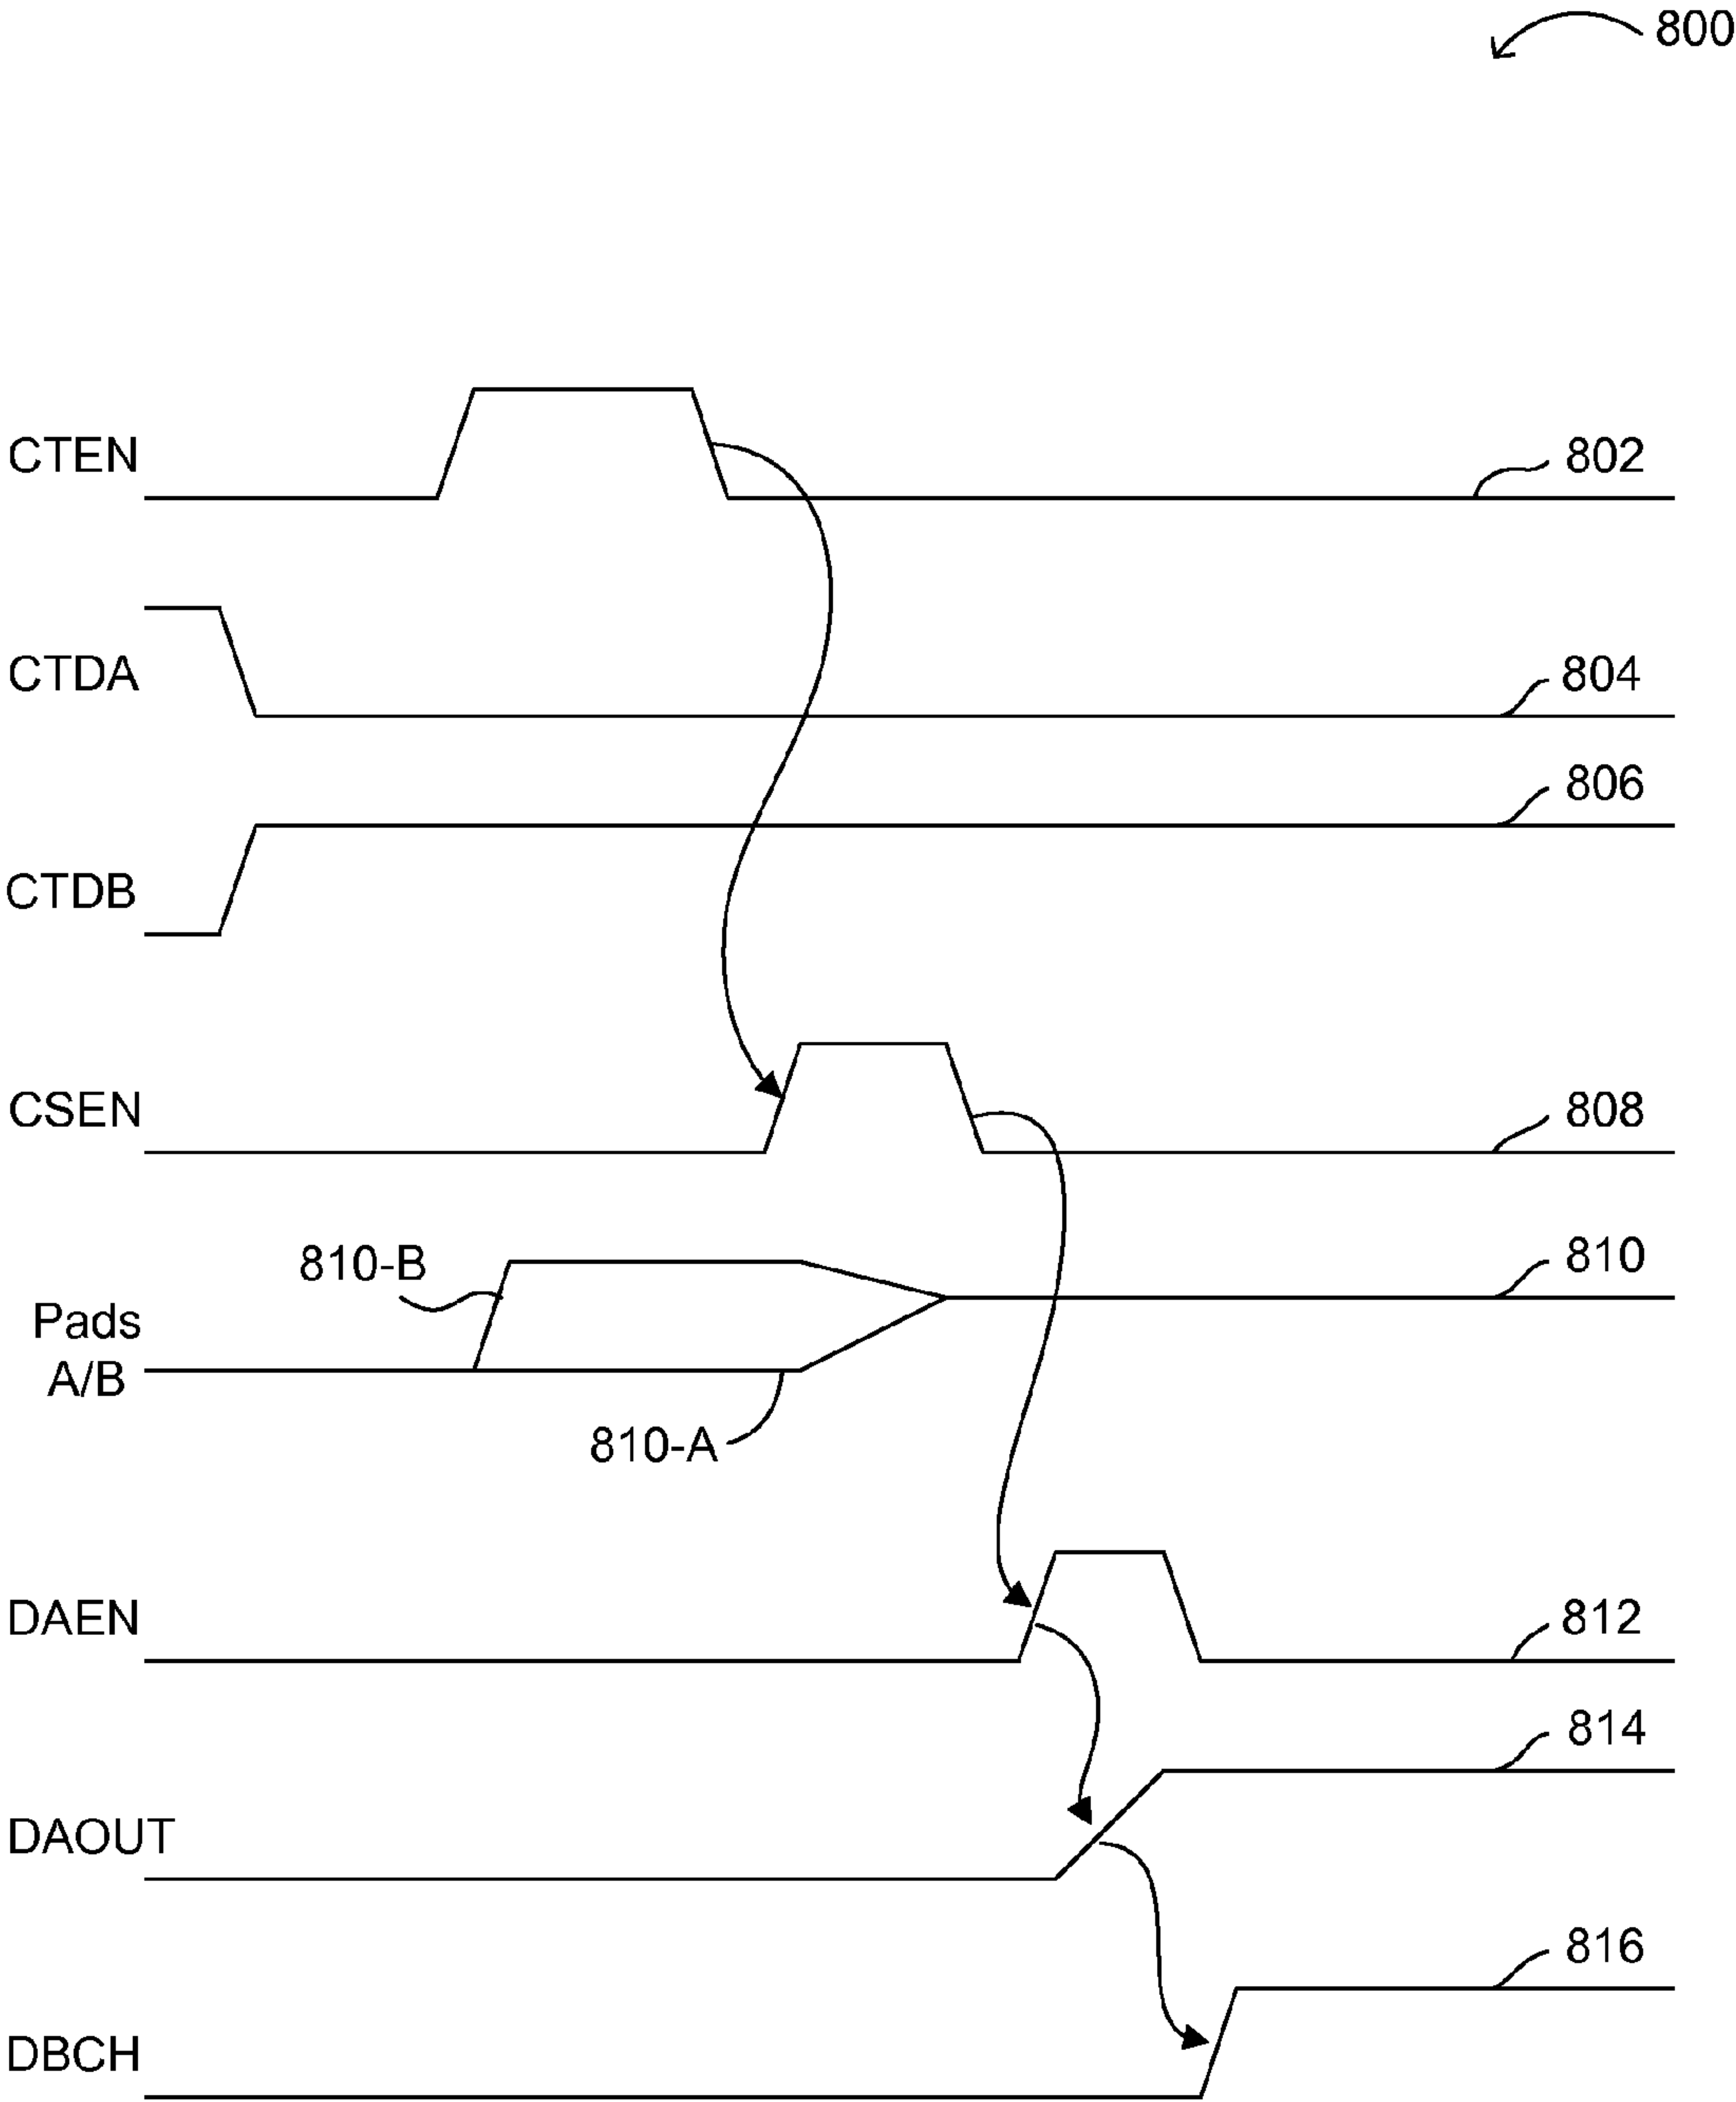 800
CTEN
802
CTDA
804
806
CTDB
CSEN
808
810-B
810
Pads
A/B
810-A
DAEN
812
814
DAOUT
816
DBCH